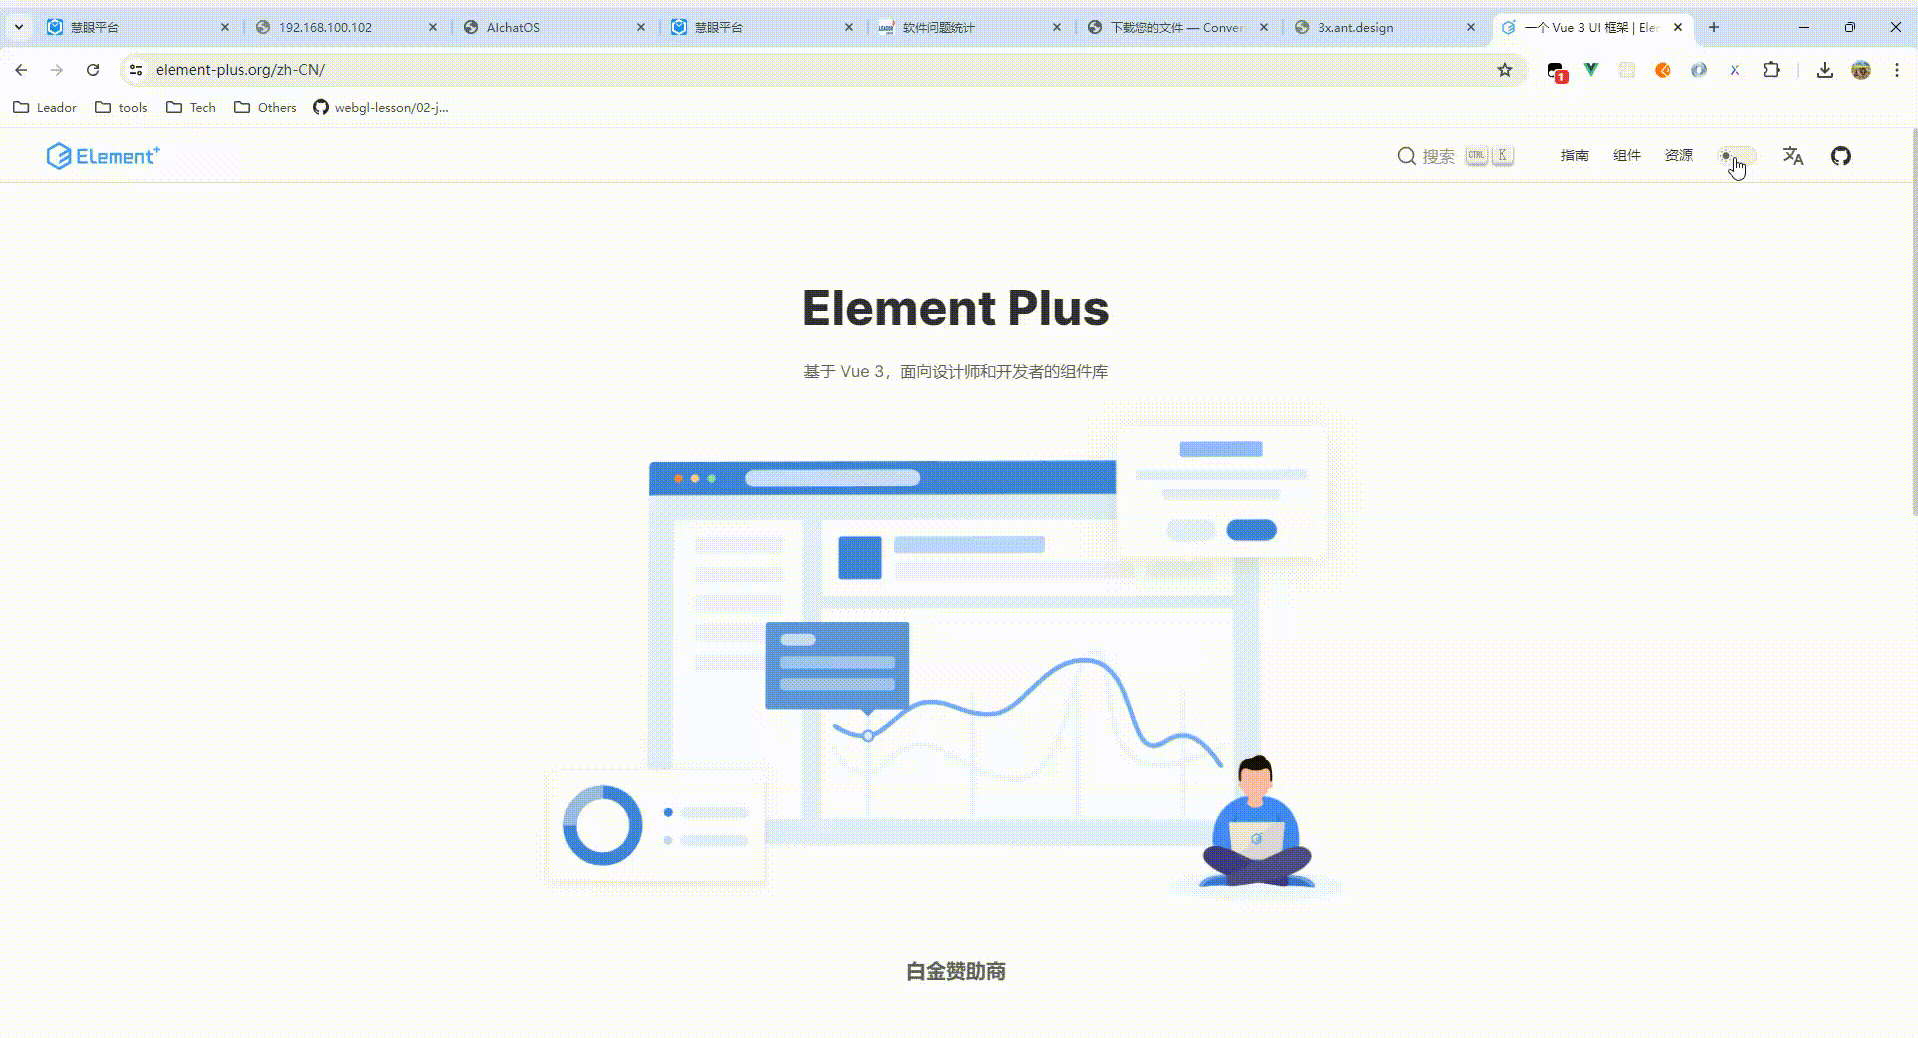 慧眼平台
192.168.100.102
AIchatOS
慧眼平台
软件问题统计
下载您的文件 — Conver
3x.ant.design
一个 Vue 3 UI 框架 | Eler
element-plus.org/zh-CN/
1
Leador
tools
Tech
Others
webgl-lesson/02-j...
Element+
搜索
CTRL K
指南
组件
资源
Element Plus
基于 Vue 3，面向设计师和开发者的组件库
白金赞助商